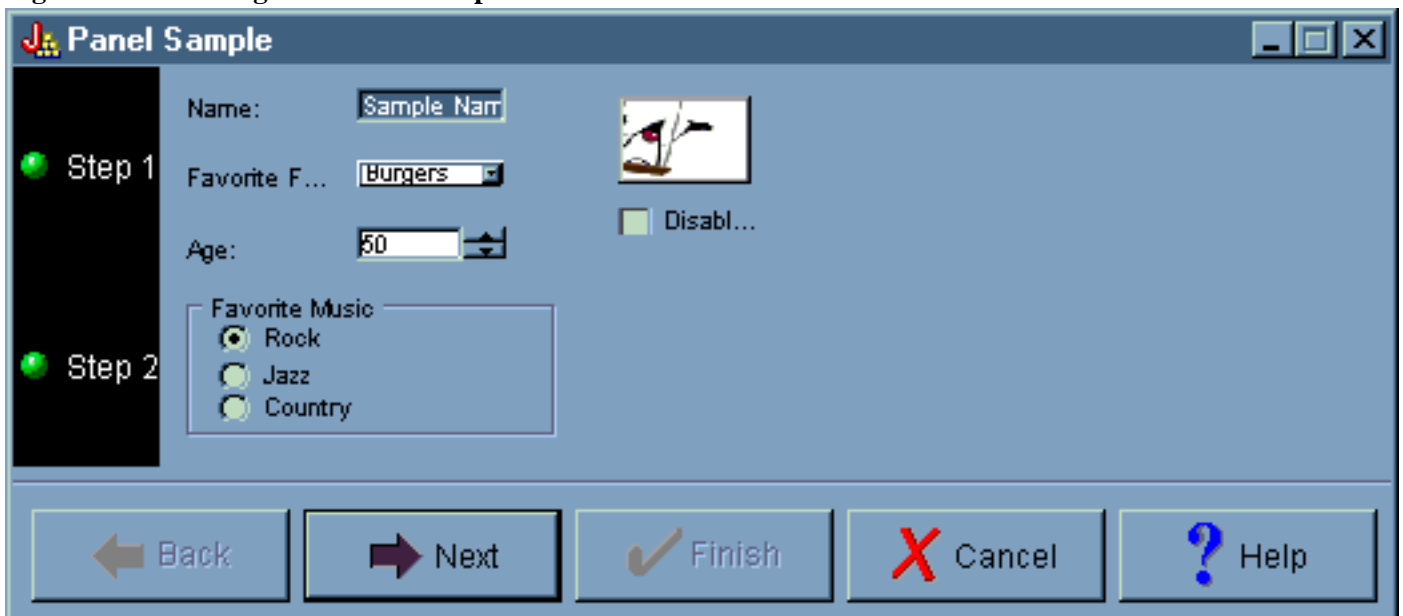 Panel Sample
Step 1
Step 2
Name:
Sample Nam
Favorite F...
Burgers
Age:
50
Favorite Music
Rock
Jazz
Country
Disabl...
Back
Next
Finish
Cancel
Help